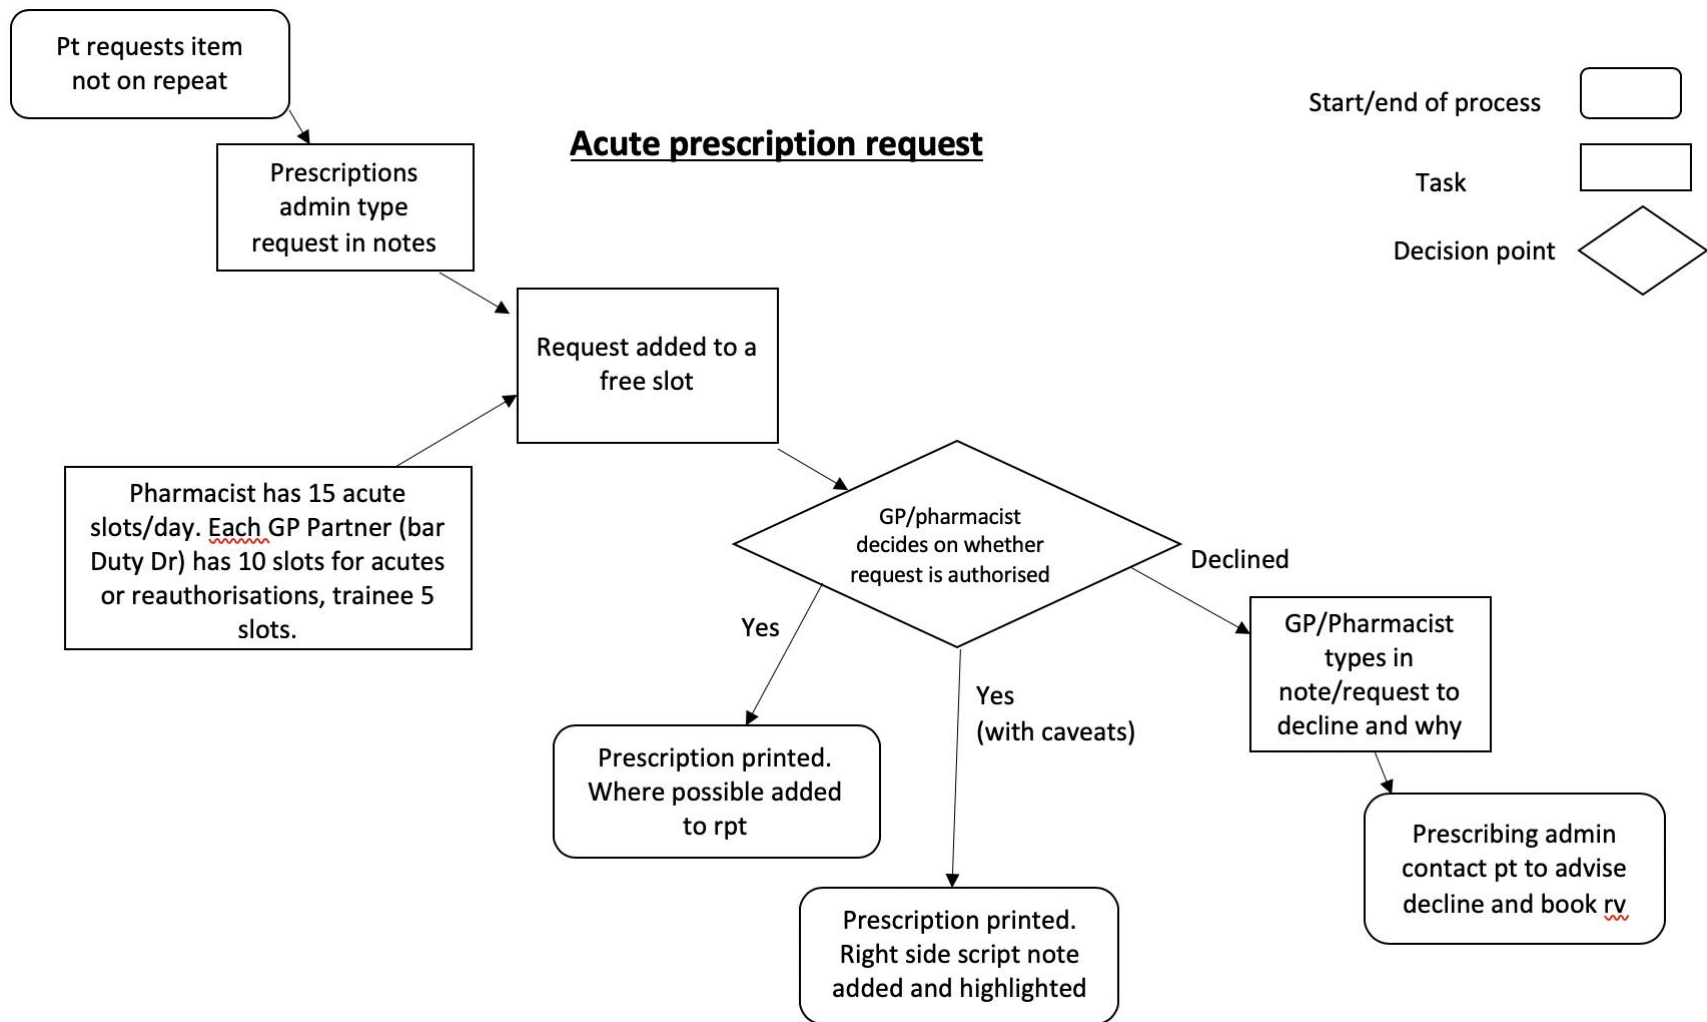 Pt requests item
not on repeat
Acute prescription request
Start/end of process
Task
Decision point
Prescriptions
admin type
request in notes
Request added to a
free slot
Pharmacist has 15 acute
slots/day. Each GP Partner (bar
Duty Dr) has 10 slots for acutes
or reauthorisations, trainee 5
slots.
GP/pharmacist
decides on whether
request is authorised
Declined
Yes
Yes
(with caveats)
GP/Pharmacist
types in
note/request to
decline and why
Prescription printed.
Where possible added
to rpt
Prescription printed.
Right side script note
added and highlighted
Prescribing admin
contact pt to advise
decline and book rv